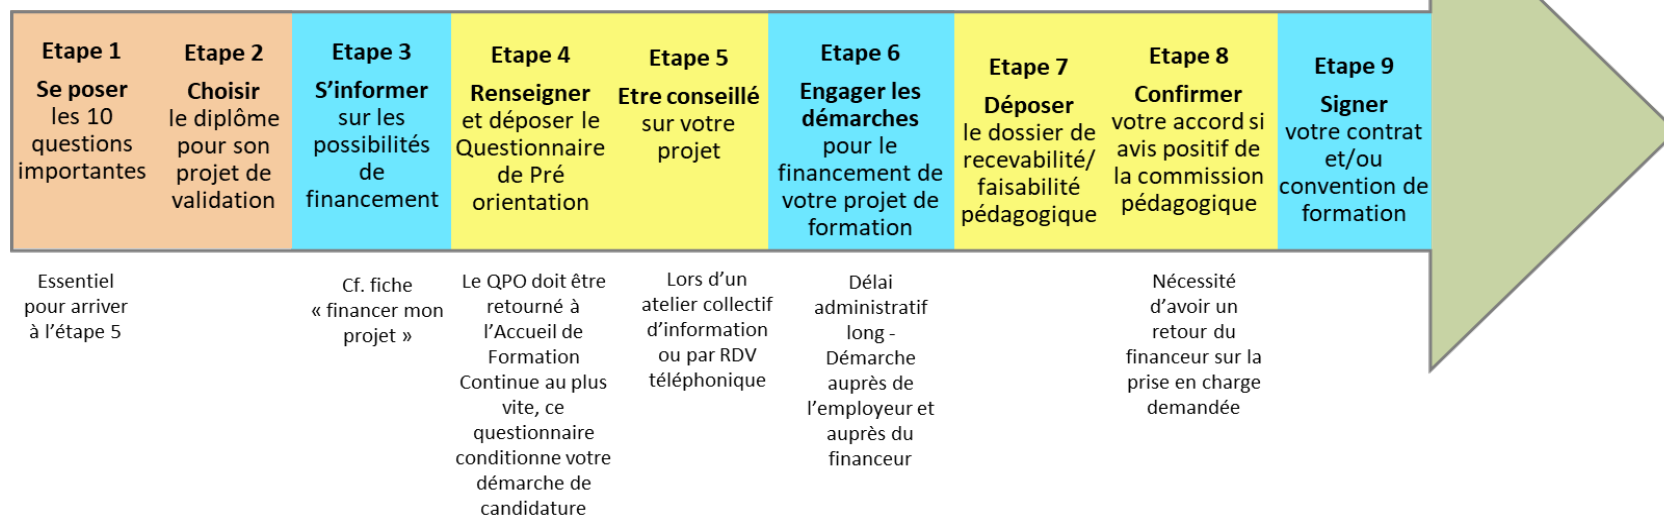 Etape 1
Se poser
les 10
questions
importantes
Etape 2
Choisir
le diplôme
pour son
projet de
validation
Etape 3
S’informer
sur les
possibilités
de
financement
Etape 4
Renseigner
et déposer le
Questionnaire
de Pré
orientation
Etape 5
Etre conseillé
sur votre
projet
Etape 6
Engager les
démarches
pour le
financement de
votre projet de
formation
Etape 7
Déposer
le dossier de
recevabilité/
faisabilité
pédagogique
Etape 8
Confirmer
votre accord si
avis positif de
la commission
pédagogique
Etape 9
Signer
votre contrat
et/ou
convention de
formation
Essentiel
pour arriver
à l’étape 5
Cf. fiche
« financer mon
projet »
Le QPO doit être
retourné à
l’Accueil de
Formation
Continue au plus
vite, ce
questionnaire
conditionne votre
démarche de
candidature
Lors d’un
atelier collectif
d’information
ou par RDV
téléphonique
Délai
administratif
long -
Démarche
auprès de
l’employeur et
auprès du
financeur
Nécessité
d’avoir un
retour du
financeur sur la
prise en charge
demandée